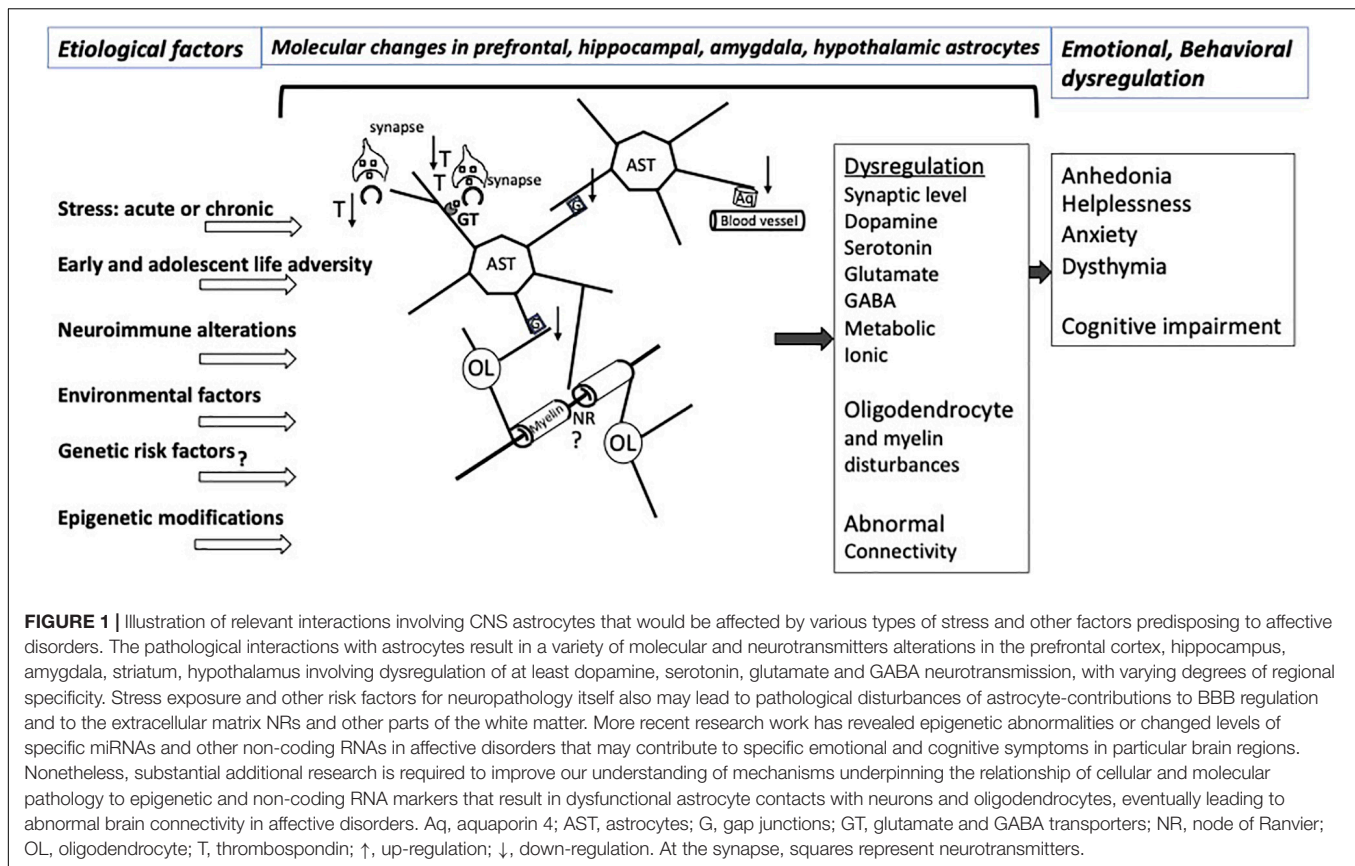 Etiological factors
Molecular changes in prefrontal, hippocampal, amygdala, hypothalamic astrocytes
Emotional, Behavioral
dysregulation
Stress: acute or chronic
Early and adolescent life adversity
Neuroimmune alterations
Environmental factors
Genetic risk factors ?
Epigenetic modifications
synapse
T
T
synapse
T
GT
AST
G
Aq
Blood vessel
AST
G
OL
Myelin
NR
?
OL
Dysregulation
Synaptic level
Dopamine
Serotonin
Glutamate
GABA
Metabolic
Ionic
Oligodendrocyte
and myelin
disturbances
Abnormal
Connectivity
Anhedonia
Helplessness
Anxiety
Dysthymia
Cognitive impairment
FIGURE 1 | Illustration of relevant interactions involving CNS astrocytes that would be affected by various types of stress and other factors predisposing to affective
disorders. The pathological interactions with astrocytes result in a variety of molecular and neurotransmitters alterations in the prefrontal cortex, hippocampus,
amygdala, striatum, hypothalamus involving dysregulation of at least dopamine, serotonin, glutamate and GABA neurotransmission, with varying degrees of regional
specificity. Stress exposure and other risk factors for neuropathology itself also may lead to pathological disturbances of astrocyte-contributions to BBB regulation
and to the extracellular matrix NRs and other parts of the white matter. More recent research work has revealed epigenetic abnormalities or changed levels of
specific miRNAs and other non-coding RNAs in affective disorders that may contribute to specific emotional and cognitive symptoms in particular brain regions.
Nonetheless, substantial additional research is required to improve our understanding of mechanisms underpinning the relationship of cellular and molecular
pathology to epigenetic and non-coding RNA markers that result in dysfunctional astrocyte contacts with neurons and oligodendrocytes, eventually leading to
abnormal brain connectivity in affective disorders. Aq, aquaporin 4; AST, astrocytes; G, gap junctions; GT, glutamate and GABA transporters; NR, node of Ranvier;
OL, oligodendrocyte; T, thrombospondin; ↑, up-regulation; ↓, down-regulation. At the synapse, squares represent neurotransmitters.